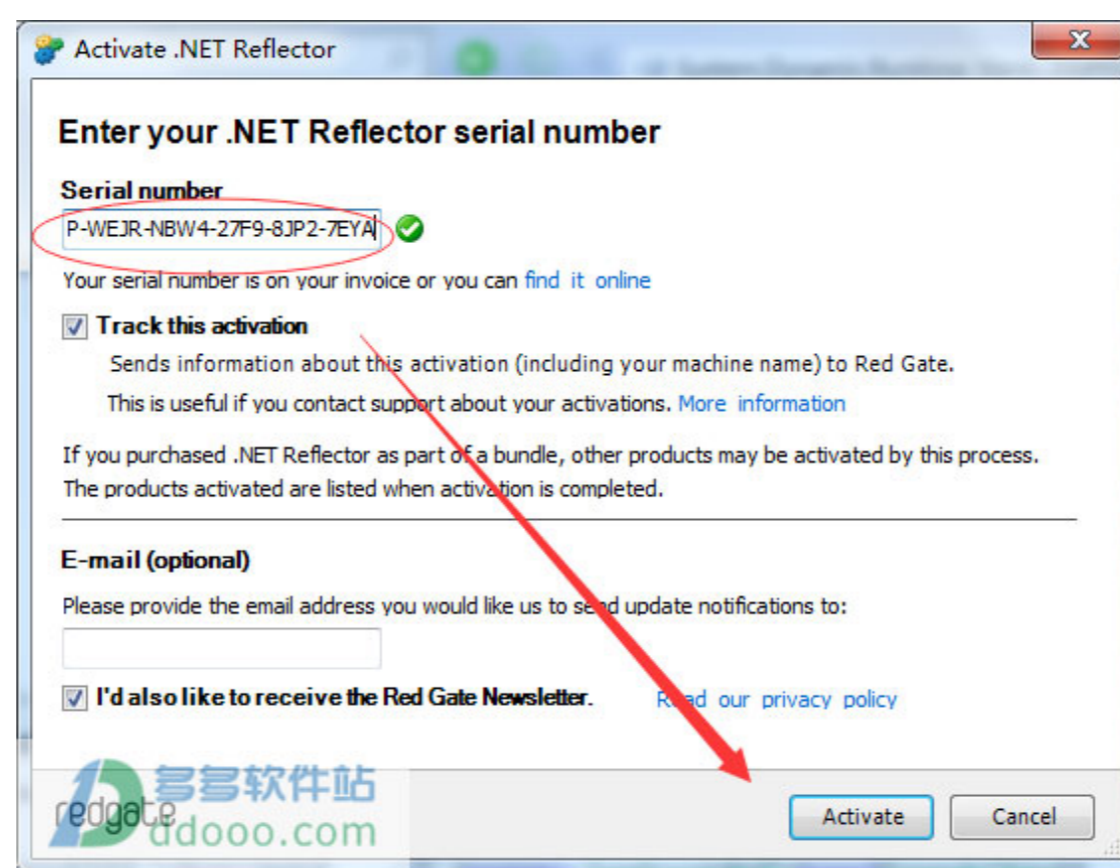 Activate .NET Reflector
Enter your .NET Reflector serial number
Serial number
P-WEJR-NBW4-27F9-8JP2-7EYA
Your serial number is on your invoice or you can find it online
Track this activation
Sends information about this activation (including your machine name) to Red Gate.
This is useful if you contact support about your activations. More information
If you purchased .NET Reflector as part of a bundle, other products may be activated by this process.
The products activated are listed when activation is completed.
E-mail (optional)
Please provide the email address you would like us to send update notifications to:
I'd also like to receive the Red Gate Newsletter. Read our privacy policy
多多软件站
redgate
ddooo.com
Activate Cancel